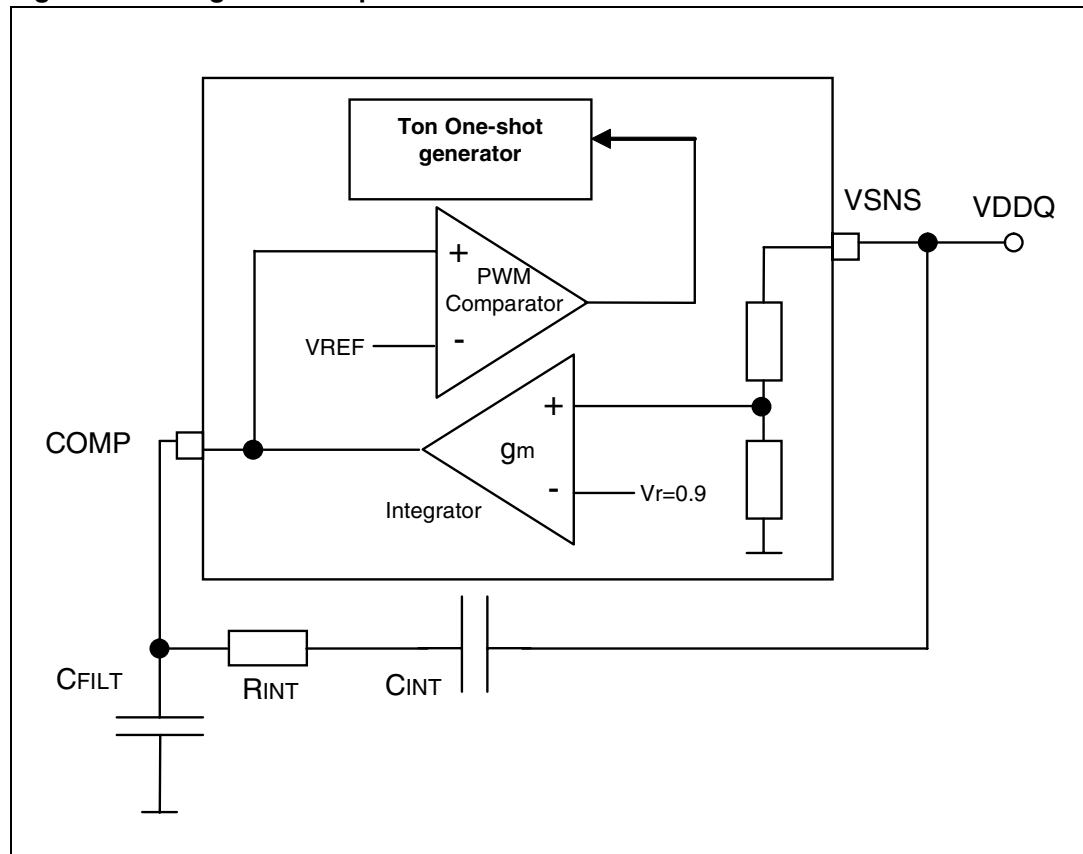 Ton One-shot
generator
VSNS
VDDQ
+
PWM
Comparator
VREF
-
+
COMP
gm
-
Vr=0.9
Integrator
CFILT
RINT
CINT